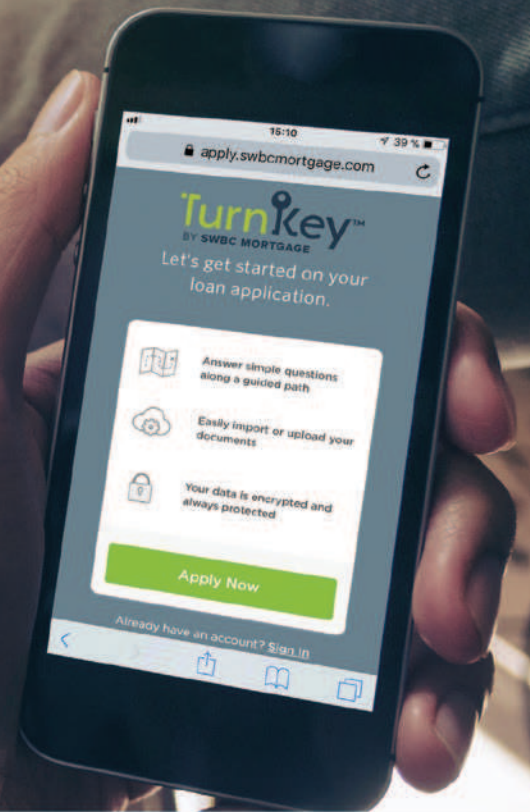 15:10
39 %
apply.swbcmortgage.com
TurnKey™
BY SWBC MORTGAGE
Let's get started on your
loan application.
Answer simple questions
along a guided path
Easily import or upload your
documents
Your data is encrypted and
always protected
Apply Now
Already have an account? Sign In